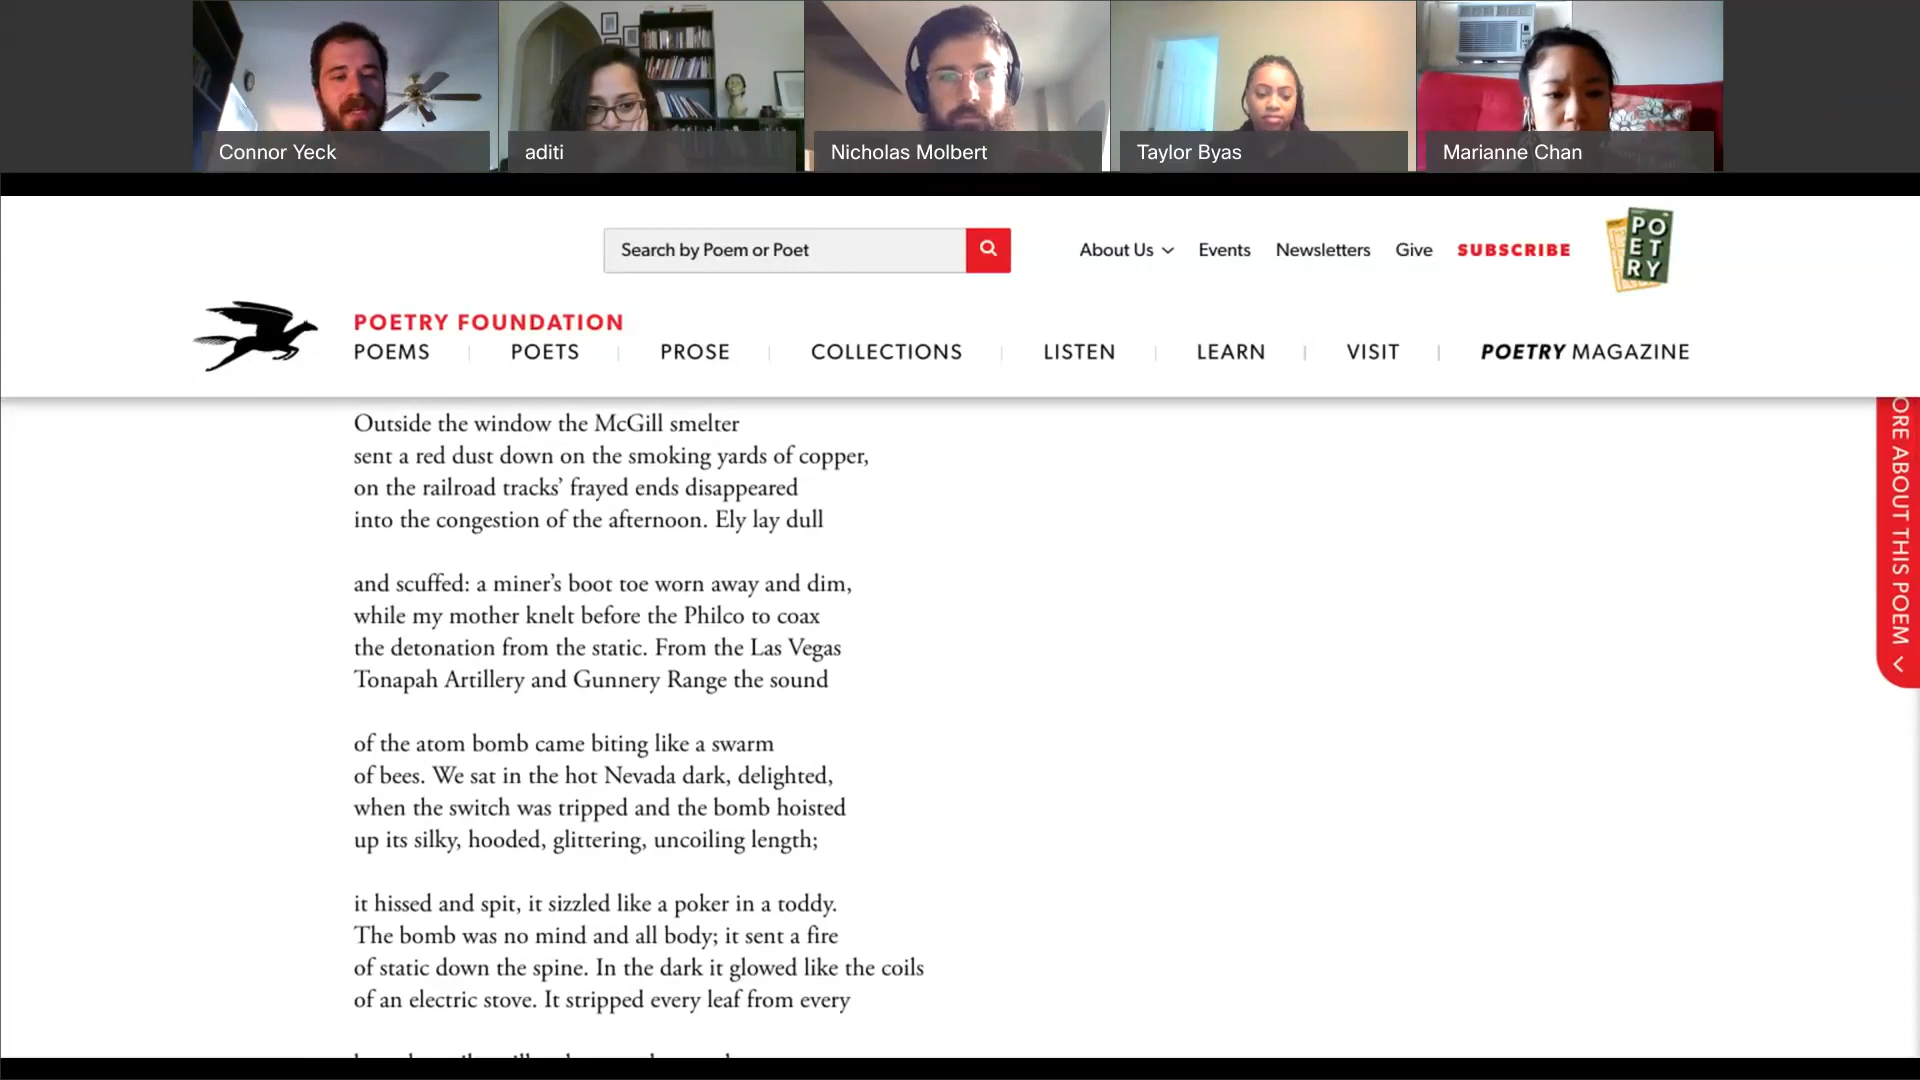 Connor Yeck
aditi
Nicholas Molbert
Taylor Byas
Marianne Chan
Search by Poem or Poet
About Us
Events
Newsletters
Give
SUBSCRIBE
PO
ET
RY
POETRY FOUNDATION
POEMS
POETS
PROSE
COLLECTIONS
LISTEN
LEARN
VISIT
POETRY MAGAZINE
ORE ABOUT THIS POEM
Outside the window the McGill smelter
sent a red dust down on the smoking yards of copper,
on the railroad tracks’ frayed ends disappeared
into the congestion of the afternoon. Ely lay dull
and scuffed: a miner’s boot toe worn away and dim,
while my mother knelt before the Philco to coax
the detonation from the static. From the Las Vegas
Tonapah Artillery and Gunnery Range the sound
of the atom bomb came biting like a swarm
of bees. We sat in the hot Nevada dark, delighted,
when the switch was tripped and the bomb hoisted
up its silky, hooded, glittering, uncoiling length;
it hissed and spit, it sizzled like a poker in a toddy.
The bomb was no mind and all body; it sent a fire
of static down the spine. In the dark it glowed like the coils
of an electric stove. It stripped every leaf from every